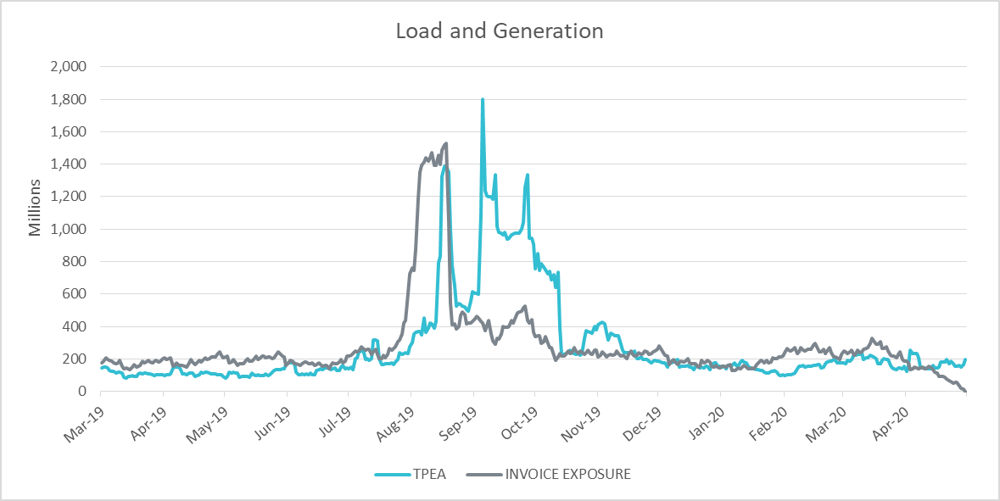 Load and Generation
2,000
1,800
1,600
1,400
1,200
1,000
800
600
400
200
0
Millions
Mar-19 Apr-19 May-19 Jun-19 Jul-19 Aug-19 Sep-19 Oct-19 Nov-19 Dec-19 Jan-20 Feb-20 Mar-20 Apr-20
TPEA INVOICE EXPOSURE